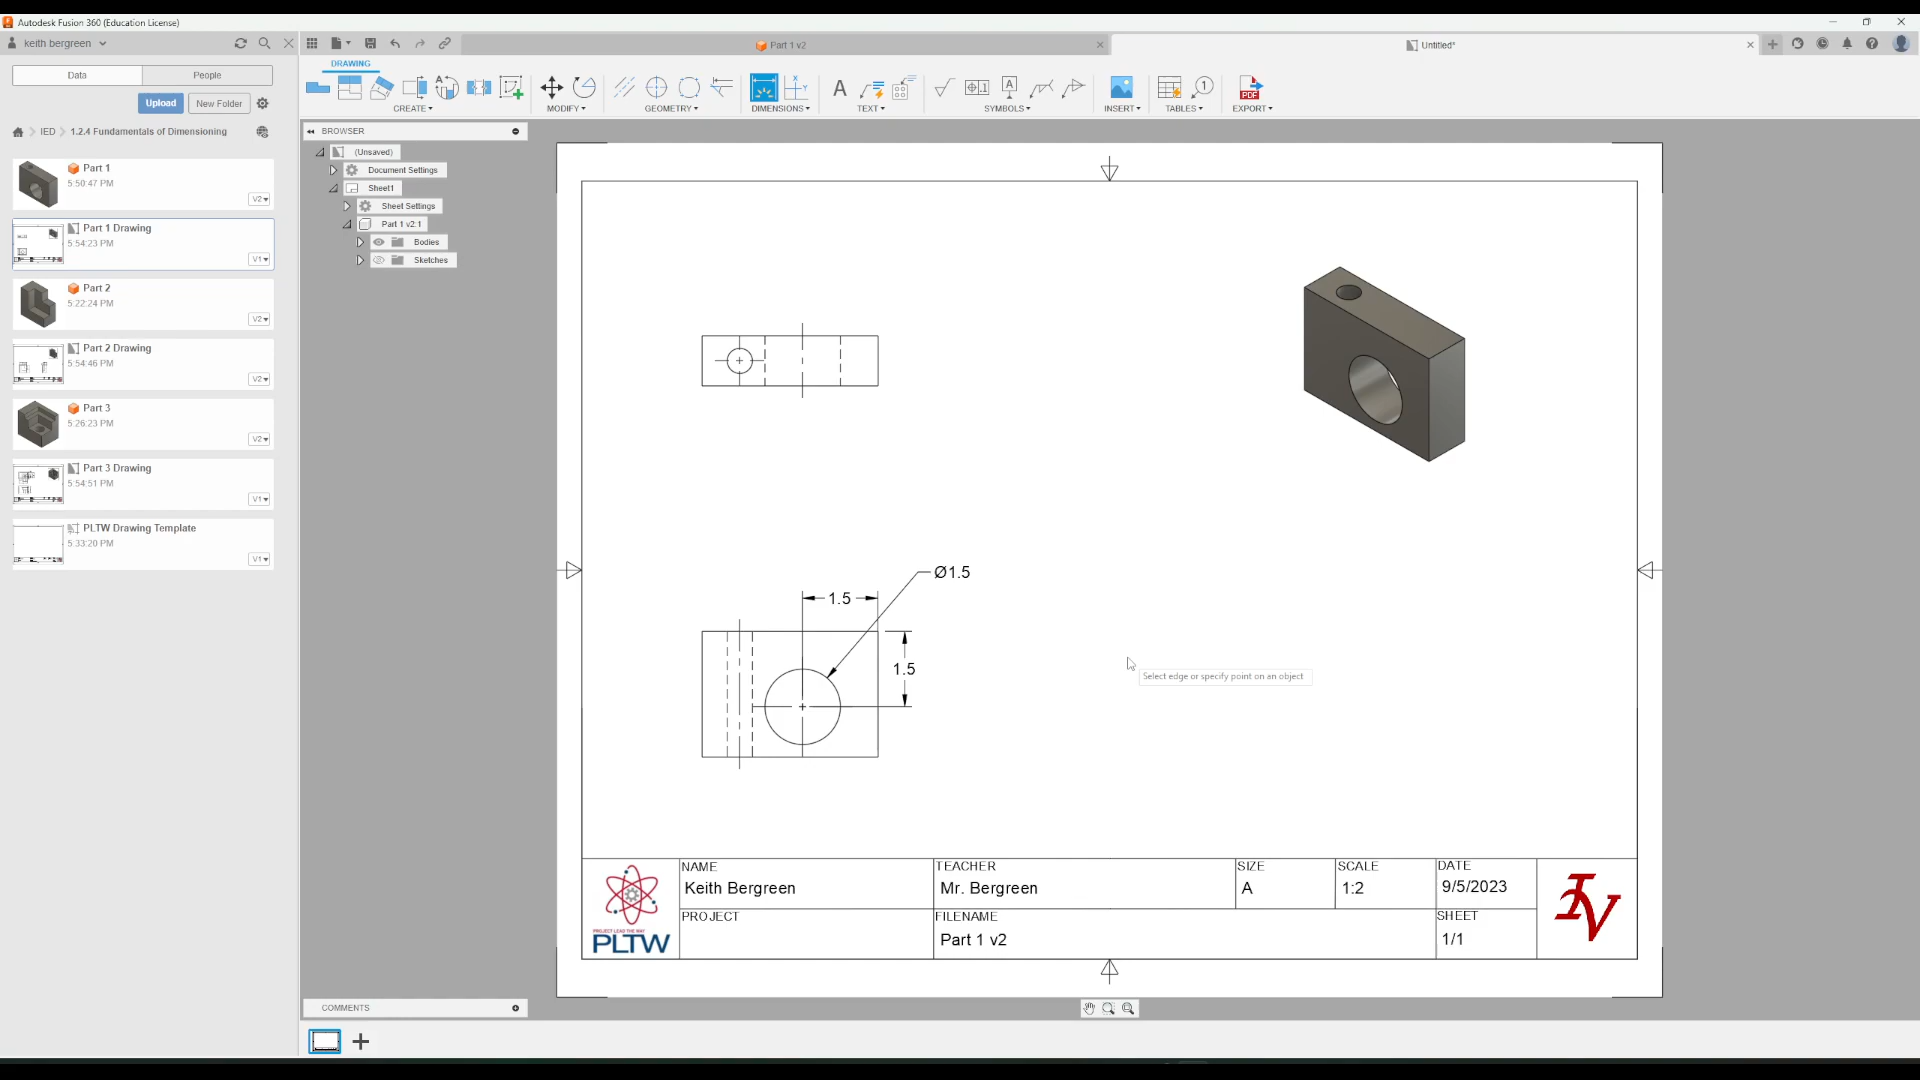 Autodesk Fusion 360 (Education License)
keith bergreen
Part 1 v2
Untitled*
Data
People
Upload
New Folder
IED
1.2.4 Fundamentals of Dimensioning
Part 1
5:50:47 PM
V2
Part 1 Drawing
5:54:23 PM
V1
Part 2
5:22:24 PM
V2
Part 2 Drawing
5:54:46 PM
V2
Part 3
5:26:23 PM
V2
Part 3 Drawing
5:54:51 PM
V1
PLTW Drawing Template
5:33:20 PM
V1
DRAWING
CREATE
MODIFY
GEOMETRY
DIMENSIONS
TEXT
SYMBOLS
INSERT
TABLES
EXPORT
BROWSER
(Unsaved)
Document Settings
Sheet1
Sheet Settings
Part 1 v2:1
Bodies
Sketches
Ø1.5
1.5
1.5
Select edge or specify point on an object
NAME
Keith Bergreen
TEACHER
Mr. Bergreen
SIZE
A
SCALE
1:2
DATE
9/5/2023
PROJECT
FILENAME
Part 1 v2
SHEET
1/1
PROJECT LEAD THE WAY
PLTW
IV
COMMENTS